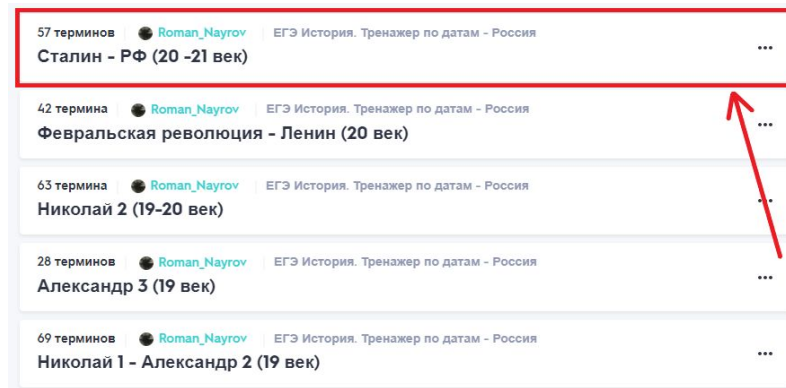 57 терминов Roman_Nayrov ЕГЭ История. Тренажер по датам - Россия
Сталин - РФ (20 -21 век)
42 термина Roman_Nayrov ЕГЭ История. Тренажер по датам - Россия
Февральская революция - Ленин (20 век)
63 термина Roman_Nayrov ЕГЭ История. Тренажер по датам - Россия
Николай 2 (19-20 век)
28 терминов Roman_Nayrov ЕГЭ История. Тренажер по датам - Россия
Александр 3 (19 век)
69 терминов Roman_Nayrov ЕГЭ История. Тренажер по датам - Россия
Николай 1 - Александр 2 (19 век)